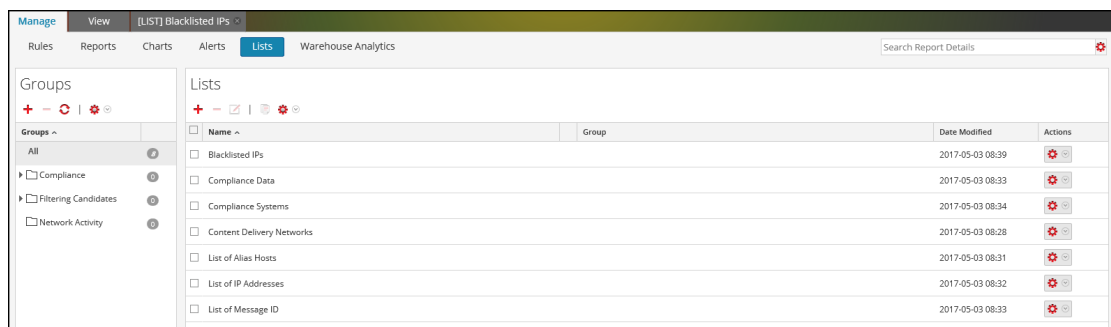 Manage View [LIST] Blacklisted IPs
Rules Reports Charts Alerts Lists Warehouse Analytics Search Report Details
Groups
Groups
All
Compliance 0
Filtering Candidates 0
Network Activity 0
Lists
Name Group Date Modified Actions
Blacklisted IPs 2017-05-03 08:39
Compliance Data 2017-05-03 08:33
Compliance Systems 2017-05-03 08:34
Content Delivery Networks 2017-05-03 08:28
List of Alias Hosts 2017-05-03 08:31
List of IP Addresses 2017-05-03 08:32
List of Message ID 2017-05-03 08:33